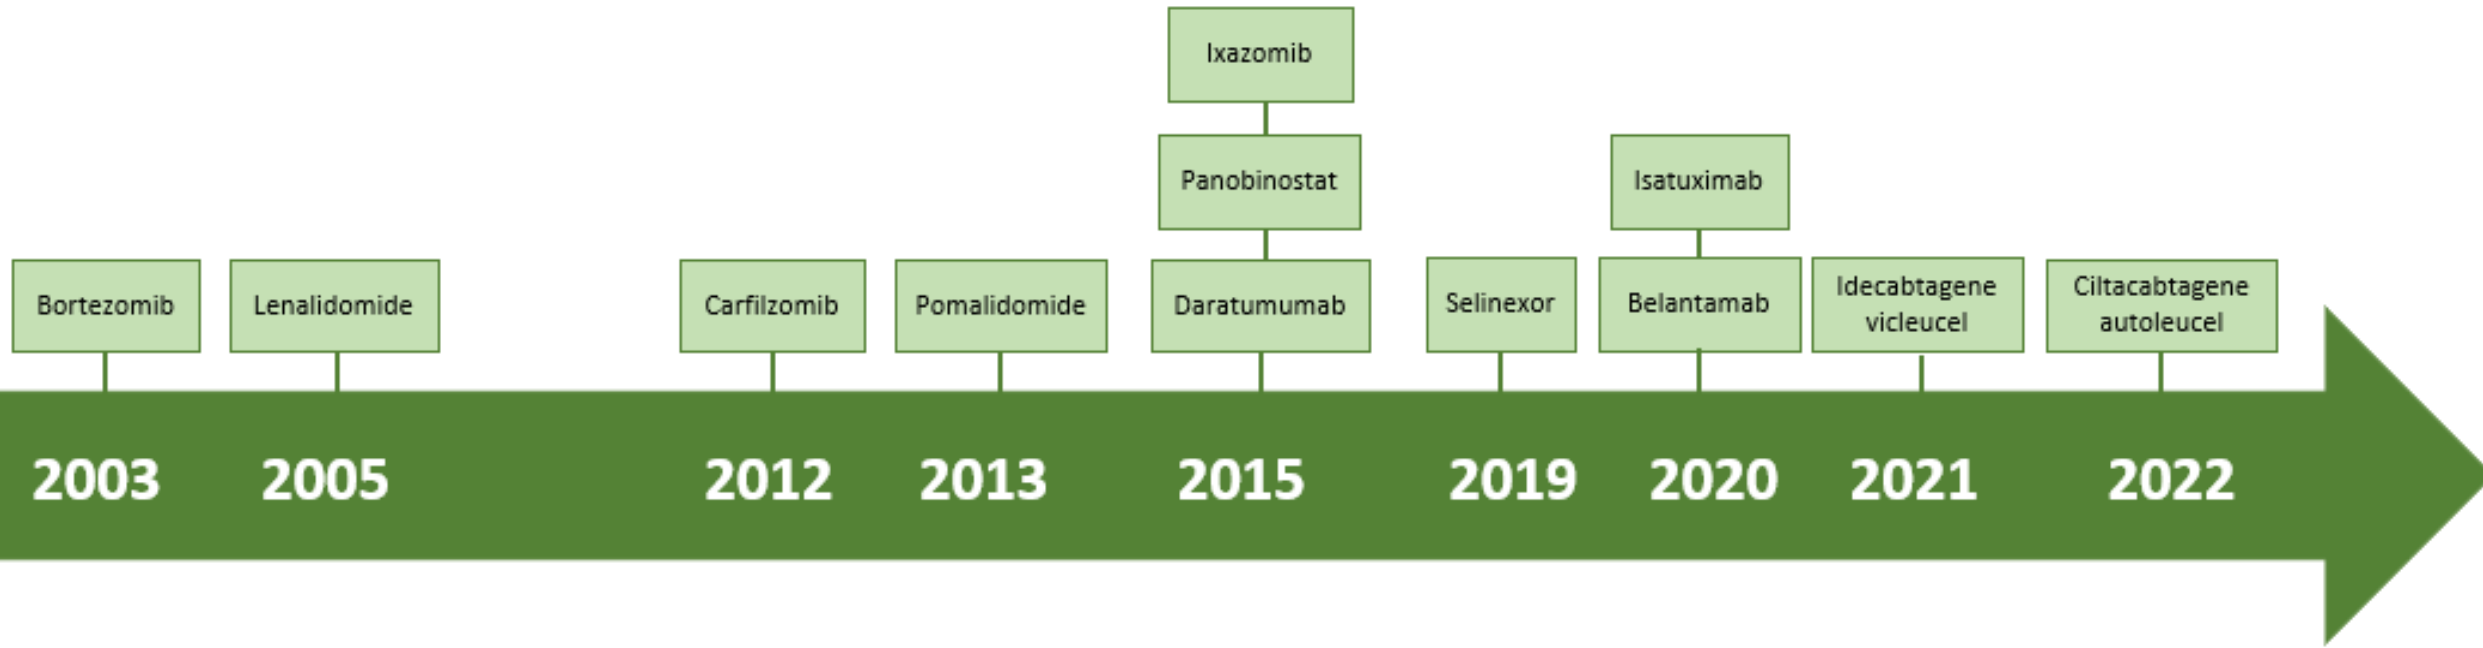 Ixazomib
Panobinostat
Isatuximab
Bortezomib
Lenalidomide
Carfilzomib
Pomalidomide
Daratumumab
Selinexor
Belantamab
Idecabtagene
vicleucel
Ciltacabtagene
autoleucel
2003
2005
2012
2013
2015
2019
2020
2021
2022